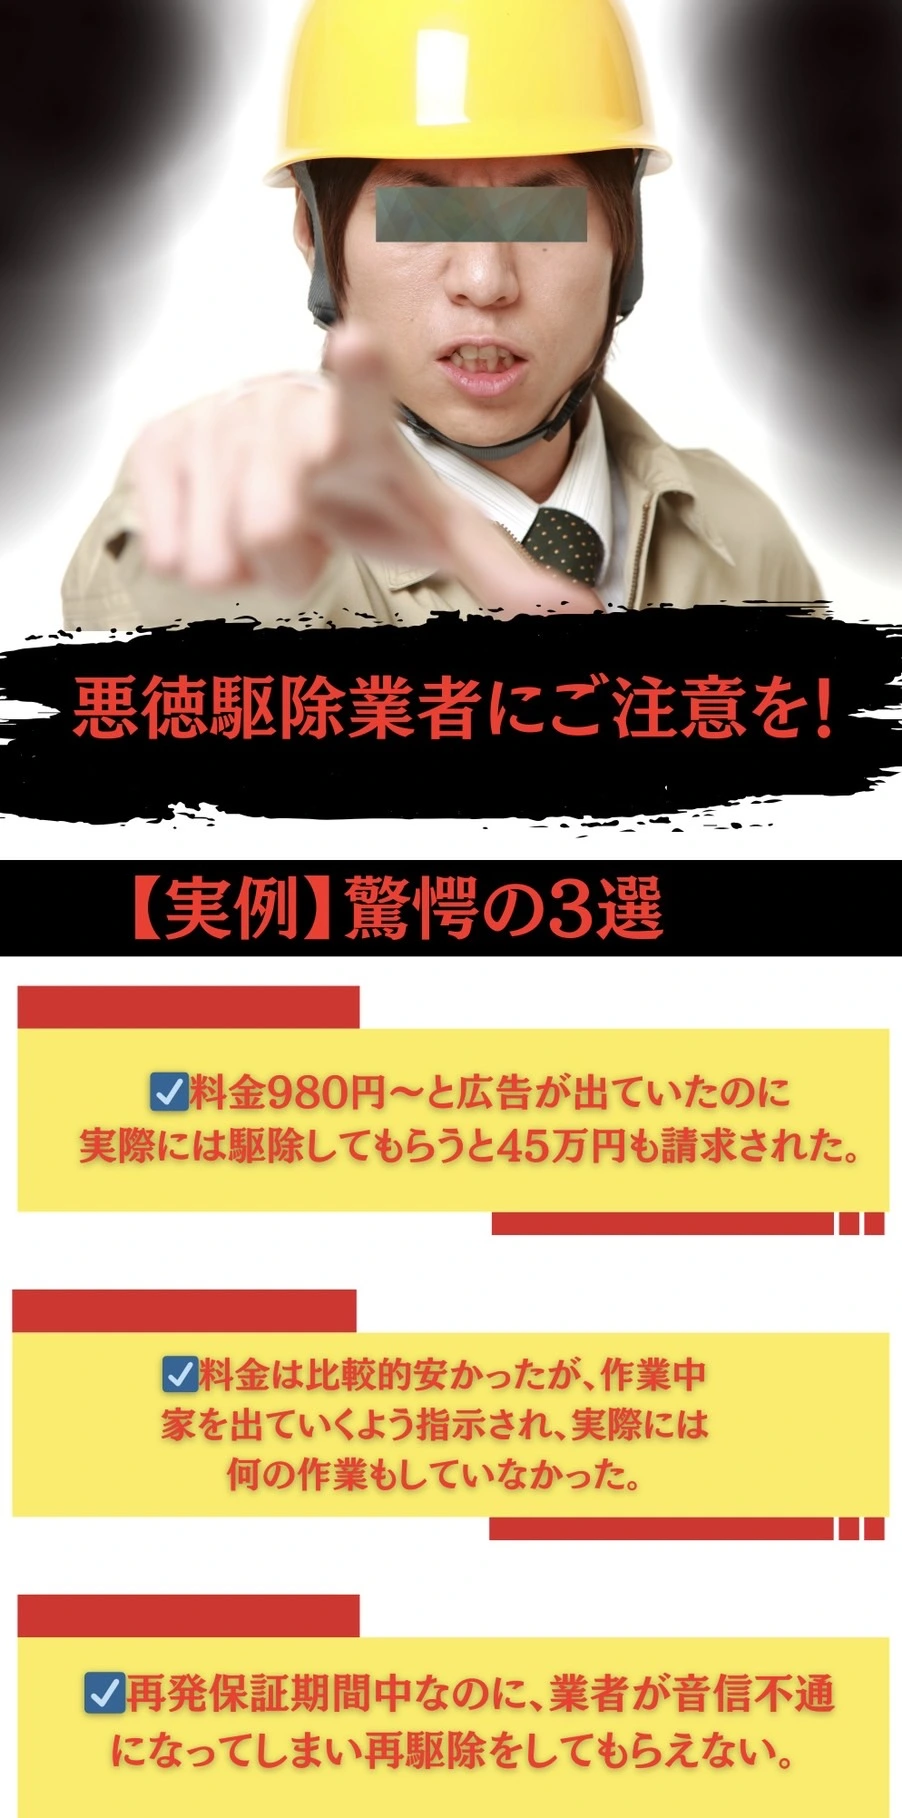 悪徳駆除業者にご注意を!
【実例】驚愕の3選
☑料金980円〜と広告が出ていたのに
実際には駆除してもらうと45万円も請求された。
☑料金は比較的安かったが、作業中
家を出ていくよう指示され、実際には
何の作業もしていなかった。
☑再発保証期間中なのに、業者が音信不通
になってしまい再駆除をしてもらえない。